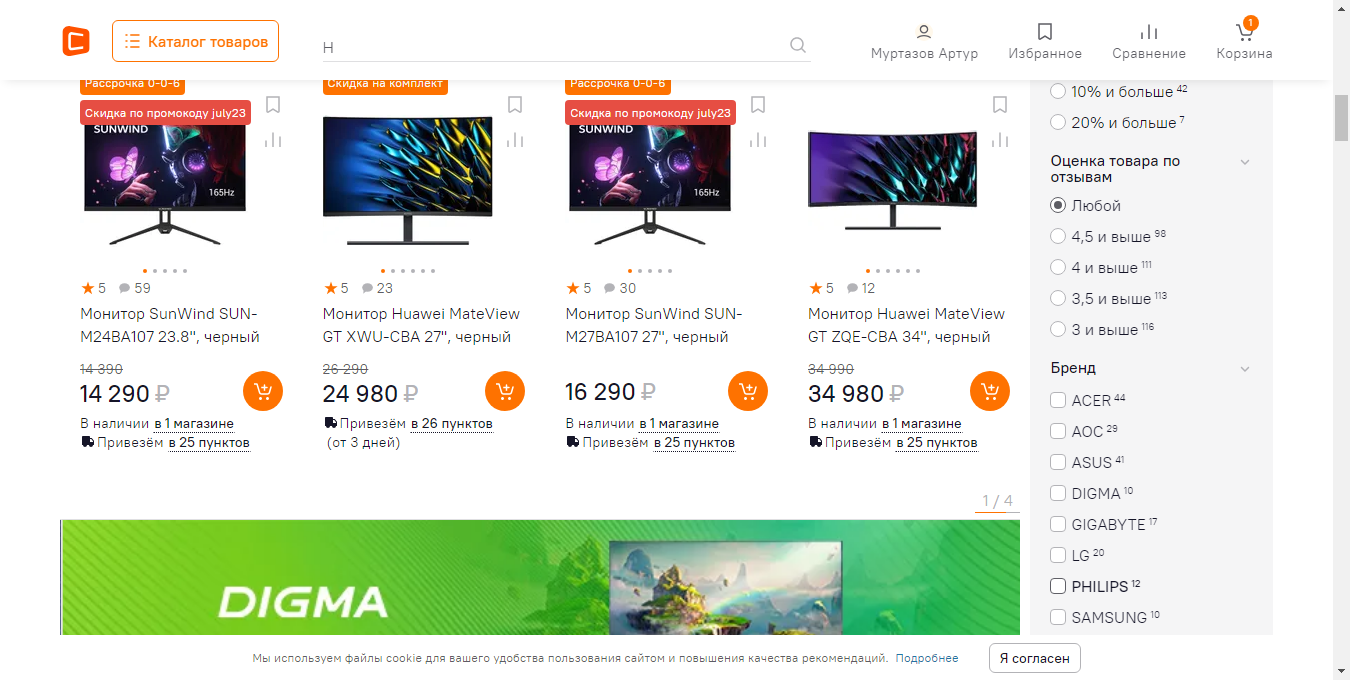 Каталог товаров
Н
Муртазов Артур
Избранное
Сравнение
1
Корзина
Рассрочка 0-0-6
Скидка по промокоду july23
SUNWIND
165Hz
5 59
Монитор SunWind SUN-
M24BA107 23.8", черный
14 390
14 290 ₽
В наличии в 1 магазине
Привезём в 25 пунктов
Скидка на комплект
5 23
Монитор Huawei MateView
GT XWU-CBA 27", черный
26 290
24 980 ₽
Привезём в 26 пунктов
(от 3 дней)
Рассрочка 0-0-6
Скидка по промокоду july23
SUNWIND
165Hz
5 30
Монитор SunWind SUN-
M27BA107 27", черный
16 290 ₽
В наличии в 1 магазине
Привезём в 25 пунктов
5 12
Монитор Huawei MateView
GT ZQE-CBA 34", черный
34 990
34 980 ₽
В наличии в 1 магазине
Привезём в 25 пунктов
1 / 4
DIGMA
10% и больше 42
20% и больше 7
Оценка товара по
отзывам
Любой
4,5 и выше 98
4 и выше 111
3,5 и выше 113
3 и выше 116
Бренд
ACER 44
AOC 29
ASUS 41
DIGMA 10
GIGABYTE 17
LG 20
PHILIPS 12
SAMSUNG 10
Мы используем файлы cookie для вашего удобства пользования сайтом и повышения качества рекомендаций. Подробнее
Я согласен